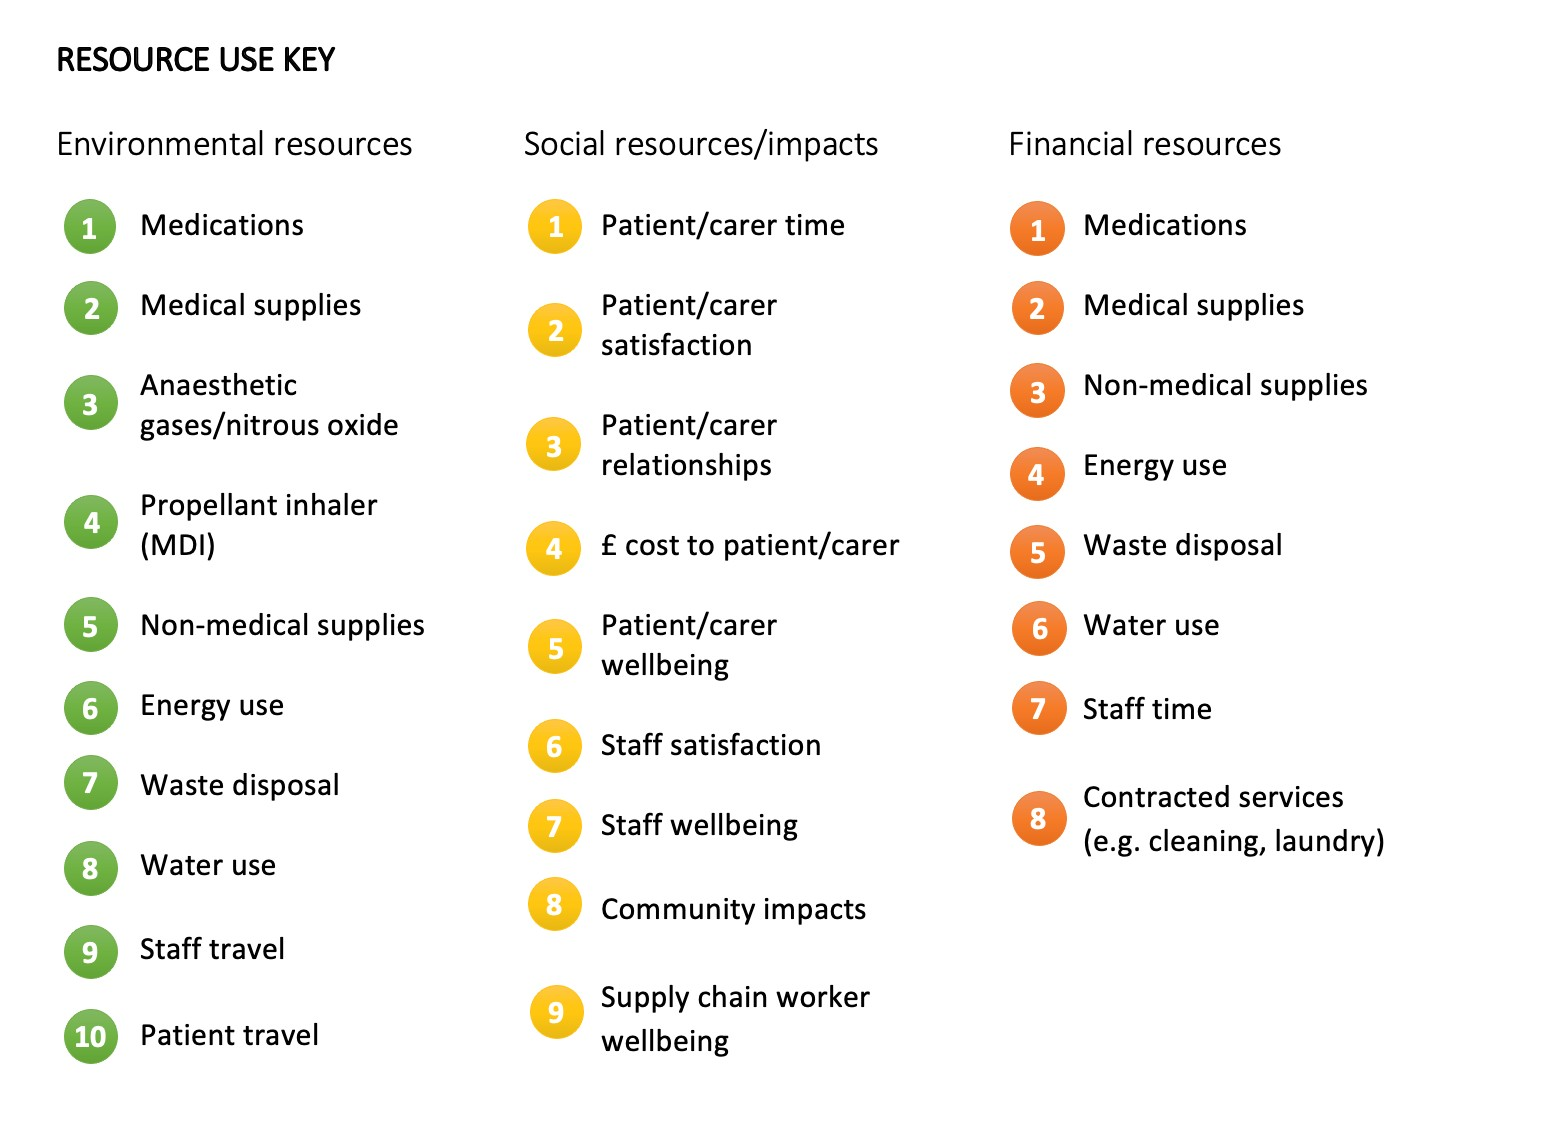 RESOURCE USE KEY
Environmental resources
1 Medications
2 Medical supplies
3 Anaesthetic
gases/nitrous oxide
4 Propellant inhaler
(MDI)
5 Non-medical supplies
6 Energy use
7 Waste disposal
8 Water use
9 Staff travel
10 Patient travel
Social resources/impacts
1 Patient/carer time
2 Patient/carer
satisfaction
3 Patient/carer
relationships
4 £ cost to patient/carer
5 Patient/carer
wellbeing
6 Staff satisfaction
7 Staff wellbeing
8 Community impacts
9 Supply chain worker
wellbeing
Financial resources
1 Medications
2 Medical supplies
3 Non-medical supplies
4 Energy use
5 Waste disposal
6 Water use
7 Staff time
8 Contracted services
(e.g. cleaning, laundry)